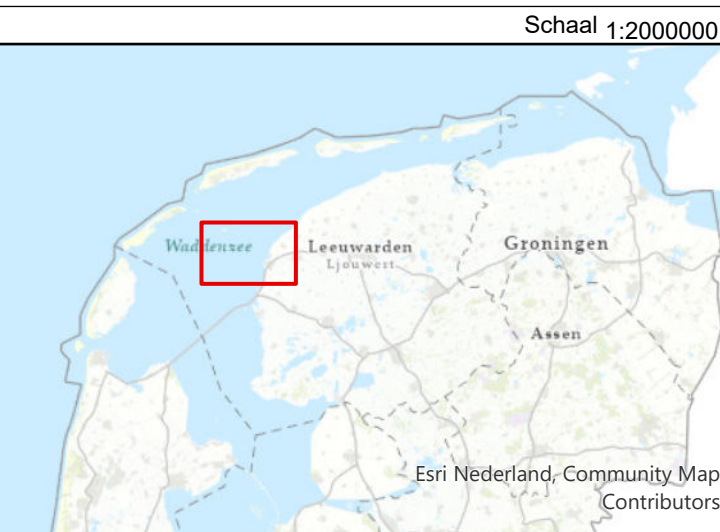 Schaal 1:2000000
Waddenzee
Leeuwarden
Ljouwert
Groningen
Assen
Esri Nederland, Community Map
Contributors